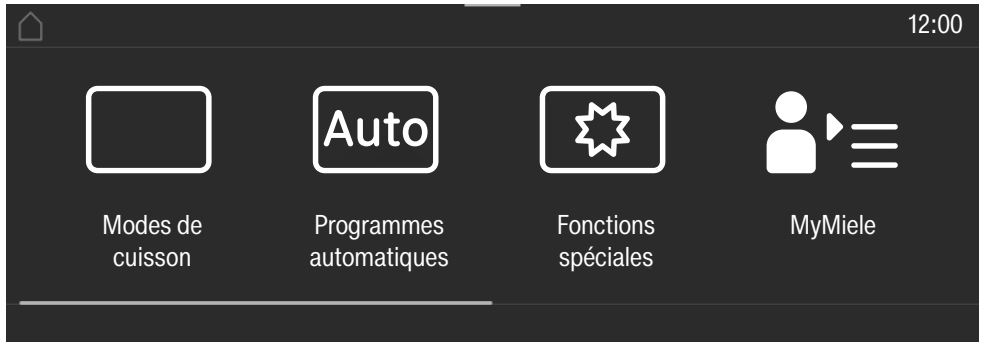 12:00
Auto
Modes de
cuisson
Programmes
automatiques
Fonctions
spéciales
MyMiele